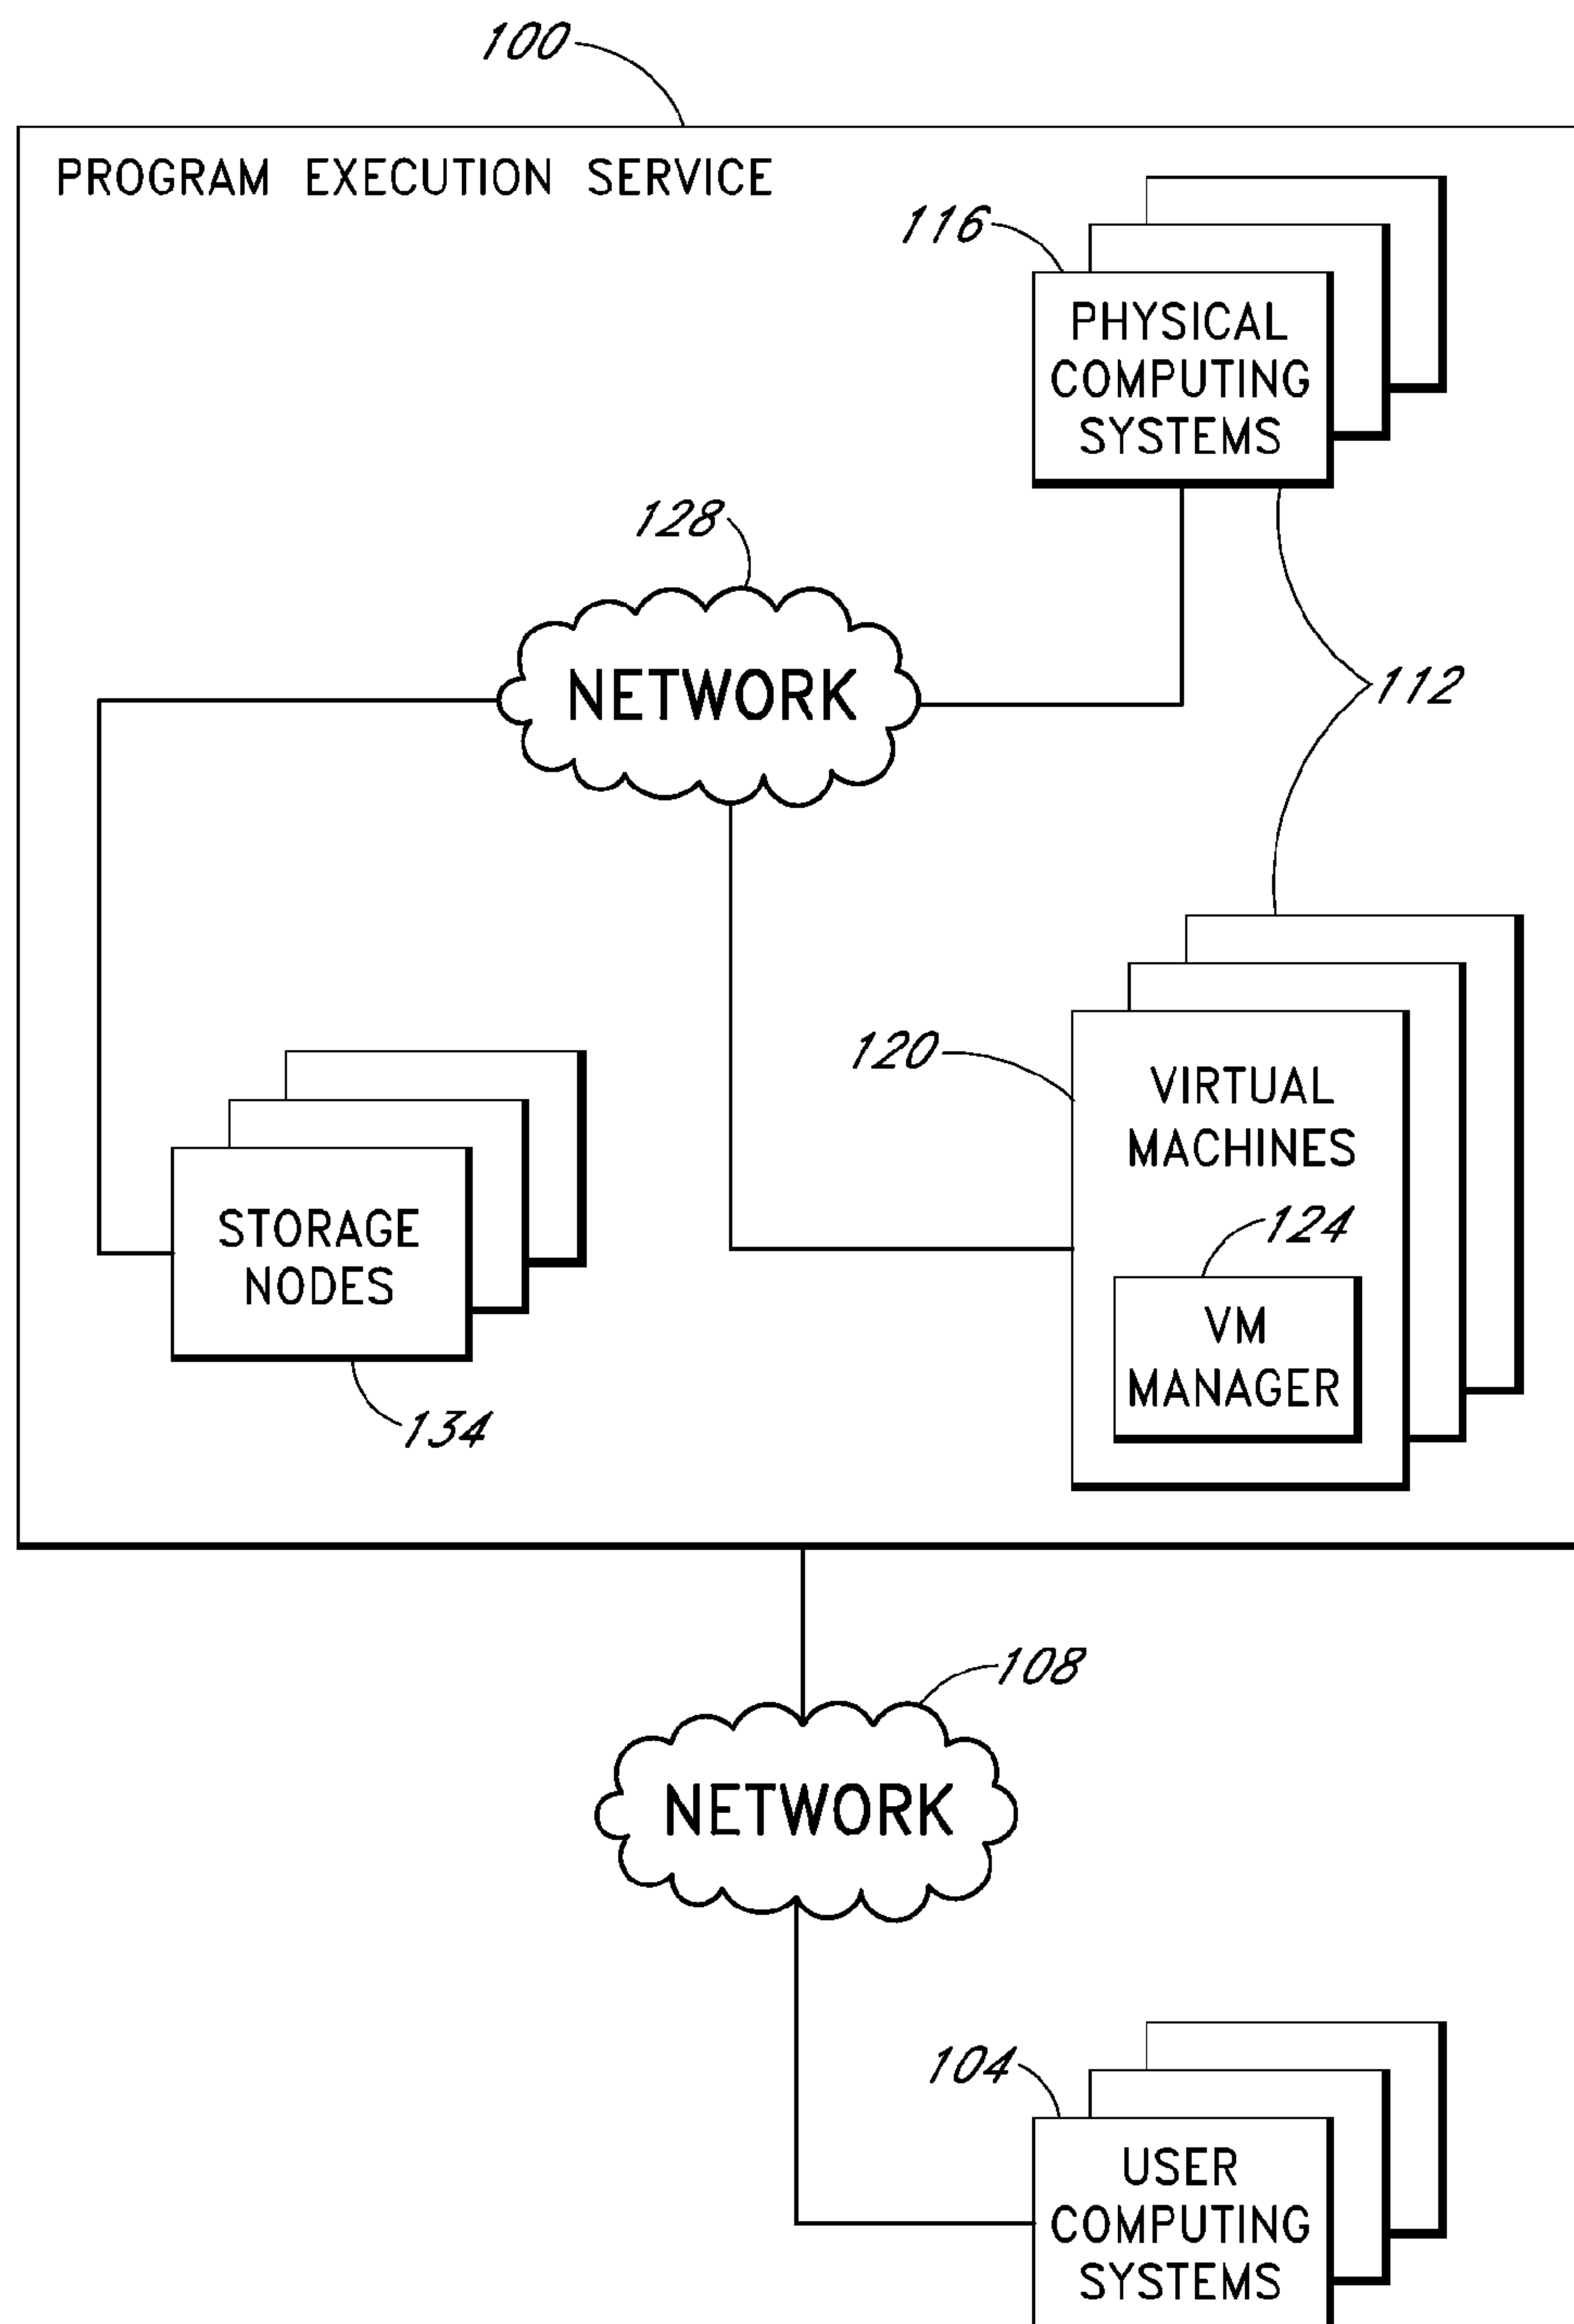 100
PROGRAM EXECUTION SERVICE
116
PHYSICAL
COMPUTING
SYSTEMS
128
NETWORK
112
120
VIRTUAL
MACHINES
124
VM
MANAGER
STORAGE
NODES
134
108
NETWORK
104
USER
COMPUTING
SYSTEMS